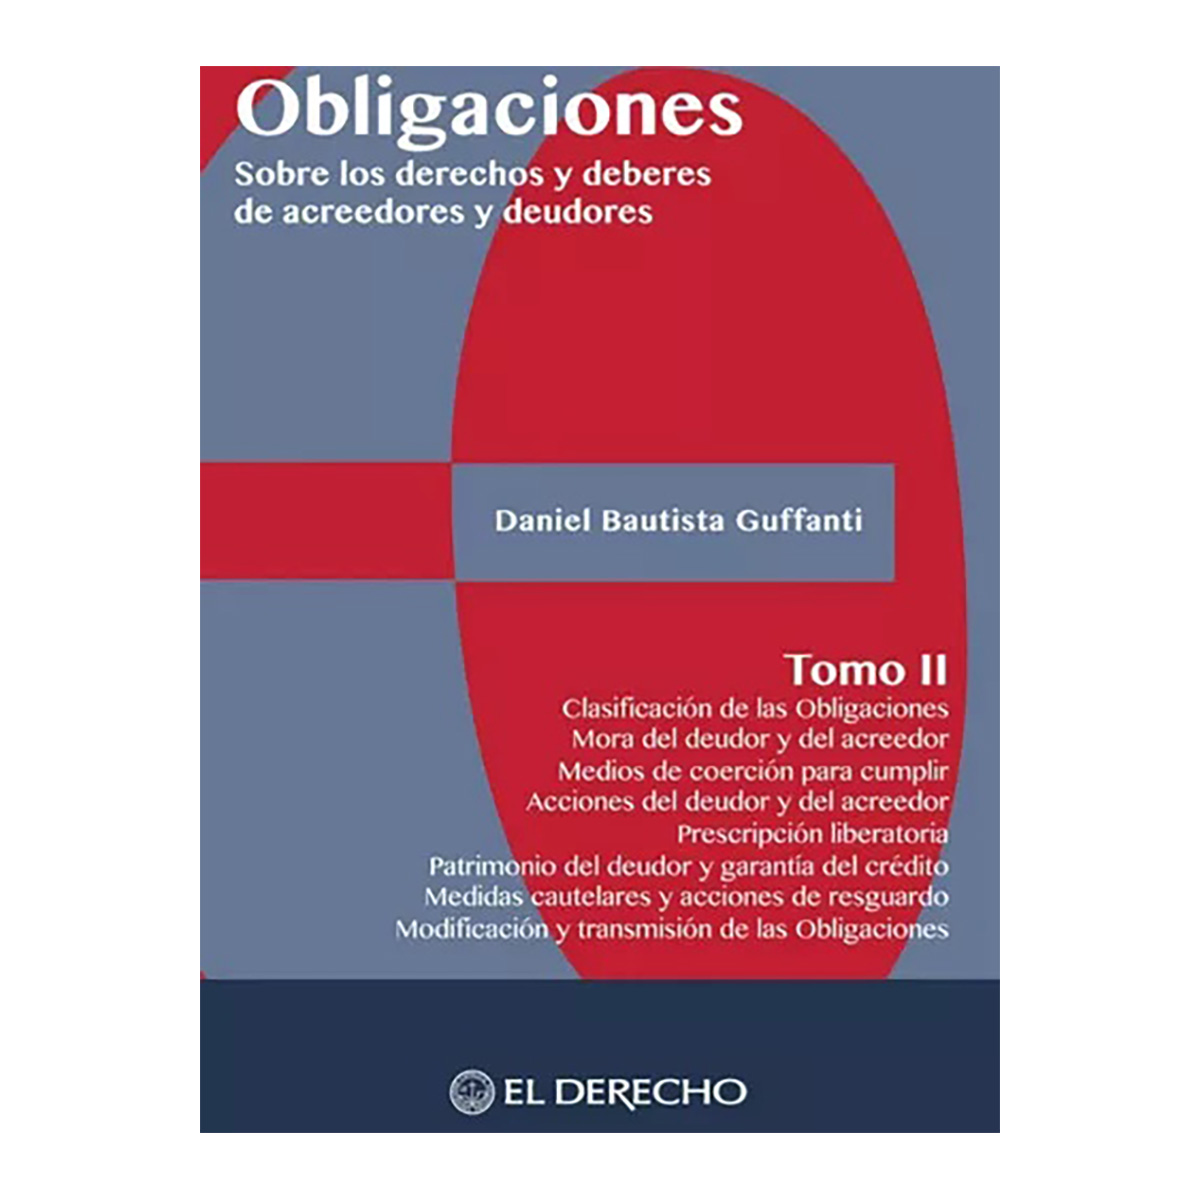 Obligaciones
Sobre los derechos y deberes
de acreedores y deudores
Daniel Bautista Guffanti
Tomo II
Clasificación de las Obligaciones
Mora del deudor y del acreedor
Medios de coerción para cumplir
Acciones del deudor y del acreedor
Prescripción liberatoria
Patrimonio del deudor y garantía del crédito
Medidas cautelares y acciones de resguardo
Modificación y transmisión de las Obligaciones
EL DERECHO